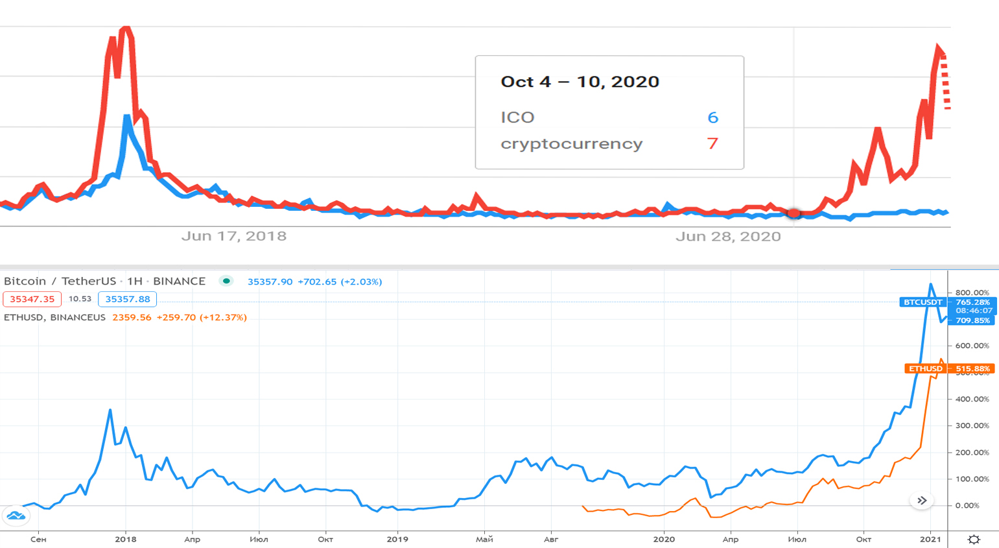 Oct 4 – 10, 2020
ICO 6
cryptocurrency 7
Jun 17, 2018 Jun 28, 2020
Bitcoin / TetherUS · 1Н · BINANCE 35357.90 +702.65 (+2.03%)
35347.35 10.53 35357.88
ETHUSD, BINANCEUS 2359.56 +259.70 (+12.37%)
800.00%
BTCUSDT 765.28%
08:46:07
709.85%
600.00%
ETHUSD 515.88%
400.00%
300.00%
200.00%
100.00%
0.00%
Сен 2018 Апр Июл Окт 2019 Май Авг 2020 Апр Июл Окт 2021